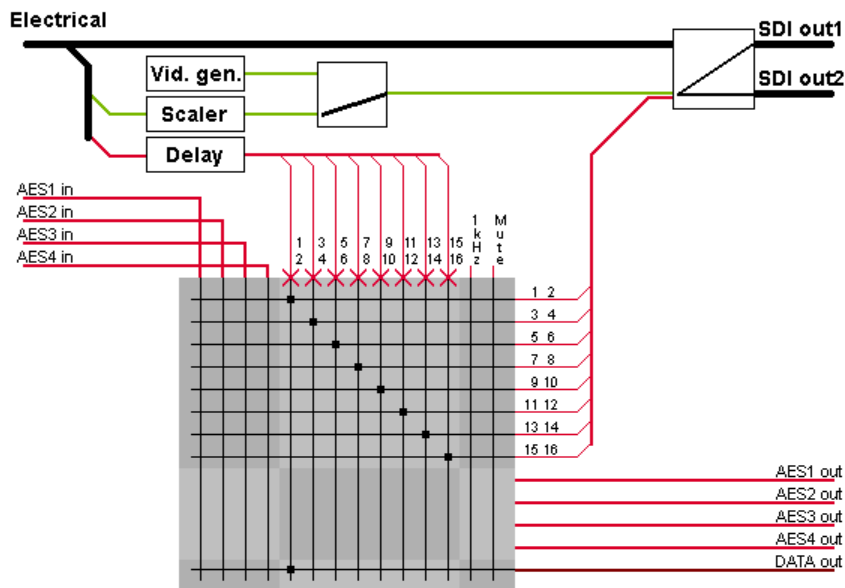 Electrical
SDI out1
Vid. gen.
SDI out2
Scaler
Delay
AES1 in
AES2 in
AES3 in
AES4 in
1 2
3 4
5 6
7 8
9 10
11 12
13 14
15 16
1 kHz
Mute
1 2
3 4
5 6
7 8
9 10
11 12
13 14
15 16
AES1 out
AES2 out
AES3 out
AES4 out
DATA out